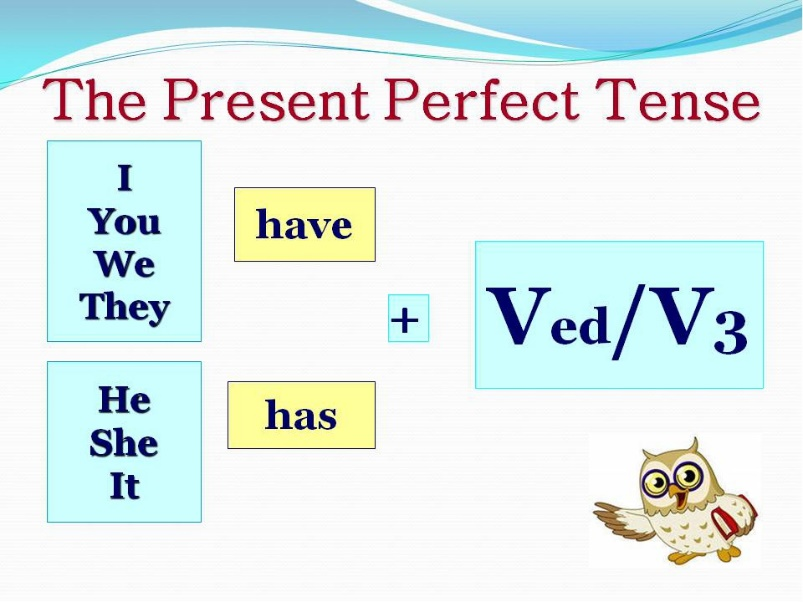 The Present Perfect Tense
I
You
We
They
have
+
Ved/V3
He
She
It
has